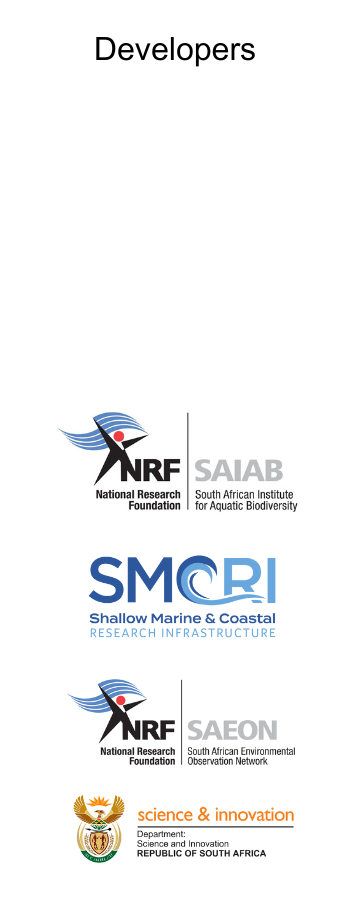 Developers
NRF SAIAB
National Research Foundation
South African Institute for Aquatic Biodiversity
SMCRI
Shallow Marine & Coastal
RESEARCH INFRASTRUCTURE
NRF SAEON
National Research Foundation
South African Environmental Observation Network
science & innovation
Department:
Science and Innovation
REPUBLIC OF SOUTH AFRICA